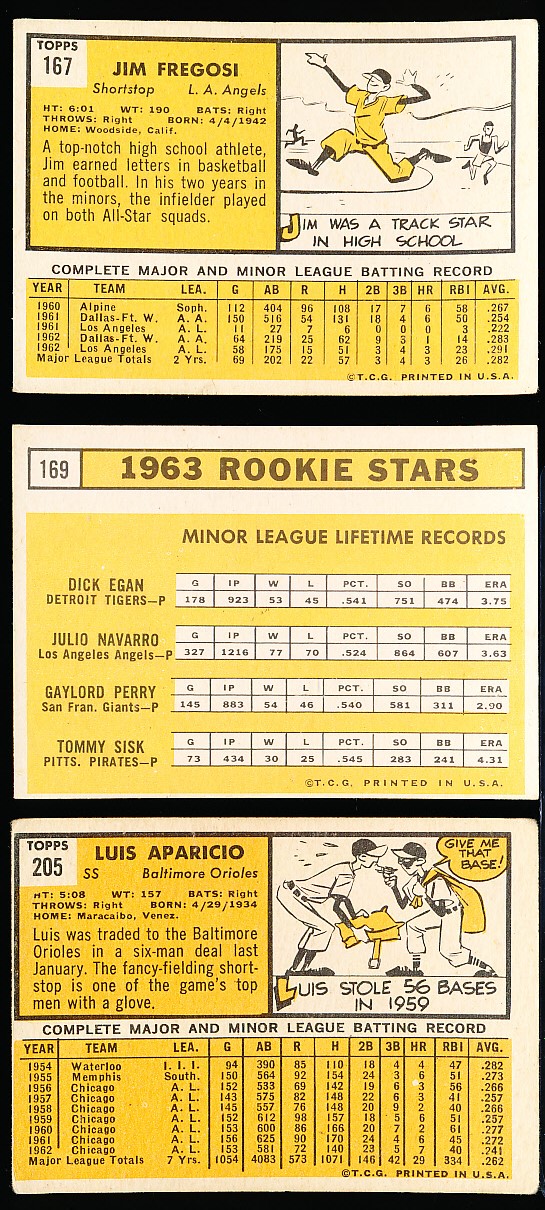 TOPPS
167
JIM FREGOSI
Shortstop L. A. Angels
HT: 6:01 WT: 190 BATS: Right
THROWS: Right BORN: 4/4/1942
HOME: Woodside, Calif.
A top-notch high school athlete,
Jim earned letters in basketball
and football. In his two years in
the minors, the infielder played
on both All-Star squads.
JIM WAS A TRACK STAR
IN HIGH SCHOOL
COMPLETE MAJOR AND MINOR LEAGUE BATTING RECORD
YEAR TEAM LEA. G AB R H 2B 3B HR RBI AVG.
1960 Alpine Soph. 112 404 96 108 17 7 6 58 .267
1961 Dallas-Ft. W. A. A. 150 516 54 131 18 4 6 50 .254
1961 Los Angeles A. L. 11 27 7 6 0 0 0 3 .222
1962 Dallas-Ft. W. A. A. 64 219 25 62 9 3 1 14 .283
1962 Los Angeles A. L. 58 175 15 51 3 4 3 23 .291
Major League Totals 2 Yrs. 69 202 22 57 3 4 3 26 .282
©T.C.G. PRINTED IN U.S.A.
169
1963 ROOKIE STARS
MINOR LEAGUE LIFETIME RECORDS
DICK EGAN
DETROIT TIGERS—P
G IP W L PCT. SO BB ERA
178 923 53 45 .541 751 474 3.75
JULIO NAVARRO
Los Angeles Angels—P
G IP W L PCT. SO BB ERA
327 1216 77 70 .524 864 607 3.63
GAYLORD PERRY
San Fran. Giants—P
G IP W L PCT. SO BB ERA
145 883 54 46 .540 581 311 2.90
TOMMY SISK
PITTS. PIRATES—P
G IP W L PCT. SO BB ERA
73 434 30 25 .545 283 241 4.31
©T.C.G. PRINTED IN U.S.A.
TOPPS
205
LUIS APARICIO
SS Baltimore Orioles
HT: 5:08 WT: 157 BATS: Right
THROWS: Right BORN: 4/29/1934
HOME: Maracaibo, Venez.
Luis was traded to the Baltimore
Orioles in a six-man deal last
January. The fancy-fielding short-
stop is one of the game's top
men with a glove.
GIVE ME
THAT
BASE!
LUIS STOLE 56 BASES
IN 1959
COMPLETE MAJOR AND MINOR LEAGUE BATTING RECORD
YEAR TEAM LEA. G AB R H 2B 3B HR RBI AVG.
1954 Waterloo I. I. I. 94 390 85 110 18 4 4 47 .282
1955 Memphis South. 150 564 92 154 24 3 6 51 .273
1956 Chicago A. L. 152 533 69 142 19 6 3 56 .266
1957 Chicago A. L. 143 575 82 148 22 6 3 41 .257
1958 Chicago A. L. 145 557 76 148 20 9 2 40 .266
1959 Chicago A. L. 152 612 98 157 18 5 6 51 .257
1960 Chicago A. L. 153 600 86 166 20 7 2 61 .277
1961 Chicago A. L. 156 625 90 170 24 4 6 45 .272
1962 Chicago A. L. 153 581 72 140 23 5 7 40 .241
Major League Totals 7 Yrs. 1054 4083 573 1071 146 42 29 334 .262
©T.C.G. PRINTED IN U.S.A.